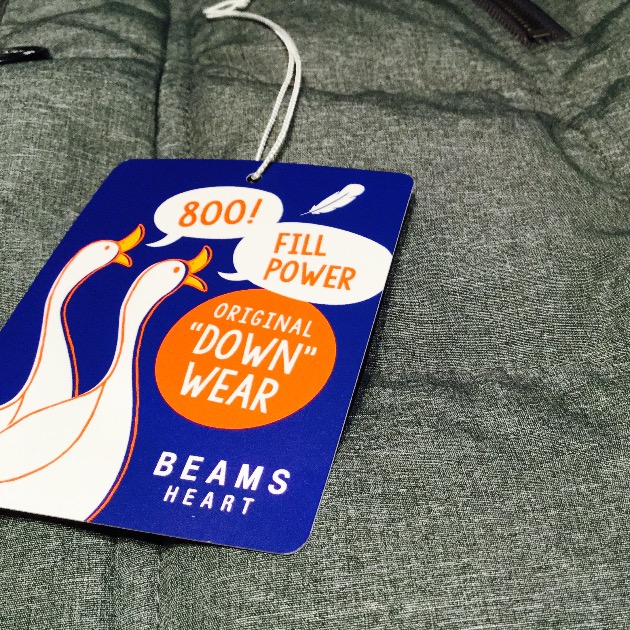 800!
FILL
POWER
ORIGINAL
"DOWN"
WEAR
BEAMS
HEART